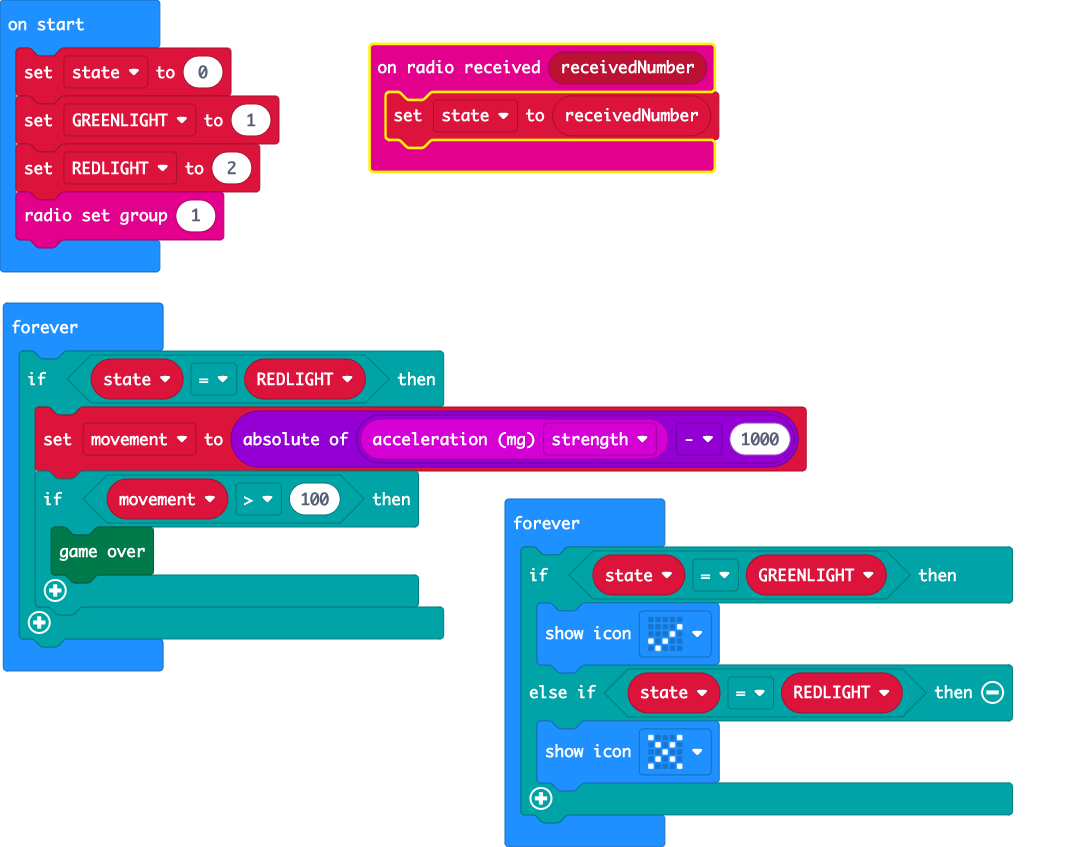 on start
set state to 0
set GREENLIGHT to 1
set REDLIGHT to 2
radio set group 1
on radio received receivedNumber
set state to receivedNumber
forever
if state = REDLIGHT then
set movement to absolute of acceleration (mg) strength - 1000
if movement > 100 then
game over
forever
if state = GREENLIGHT then
show icon
else if state = REDLIGHT then
show icon